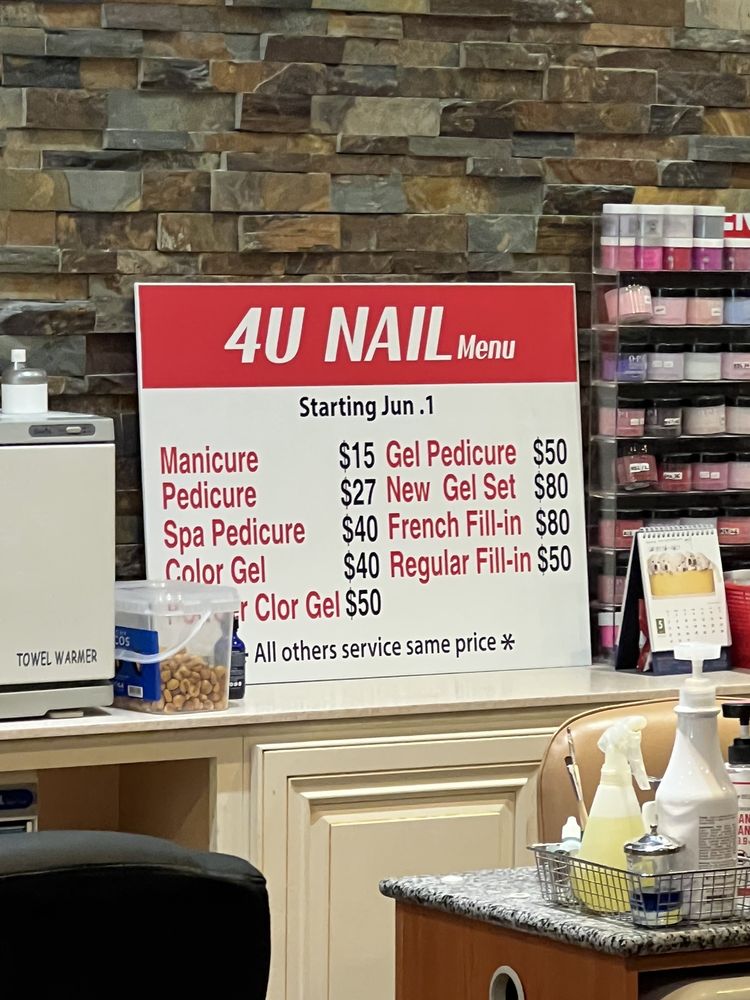 4U NAIL Menu
Starting Jun .1
Manicure $15
Pedicure $27
Spa Pedicure $40
Color Gel $40
r Clor Gel $50
Gel Pedicure $50
New Gel Set $80
French Fill-in $80
Regular Fill-in $50
All others service same price *
TOWEL WARMER
5